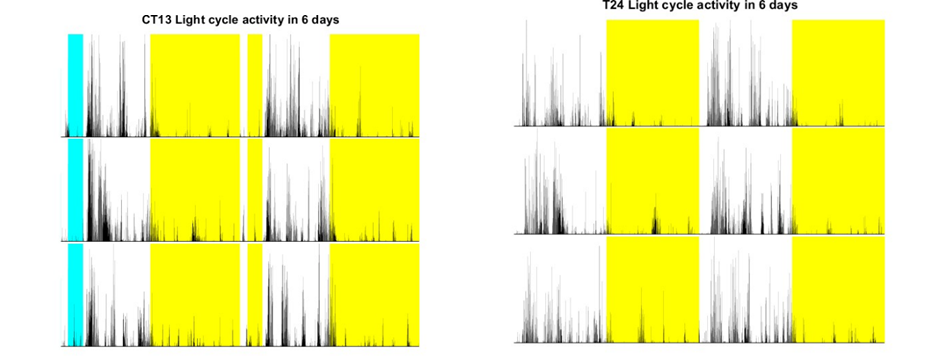 CT13 Light cycle activity in 6 days
T24 Light cycle activity in 6 days